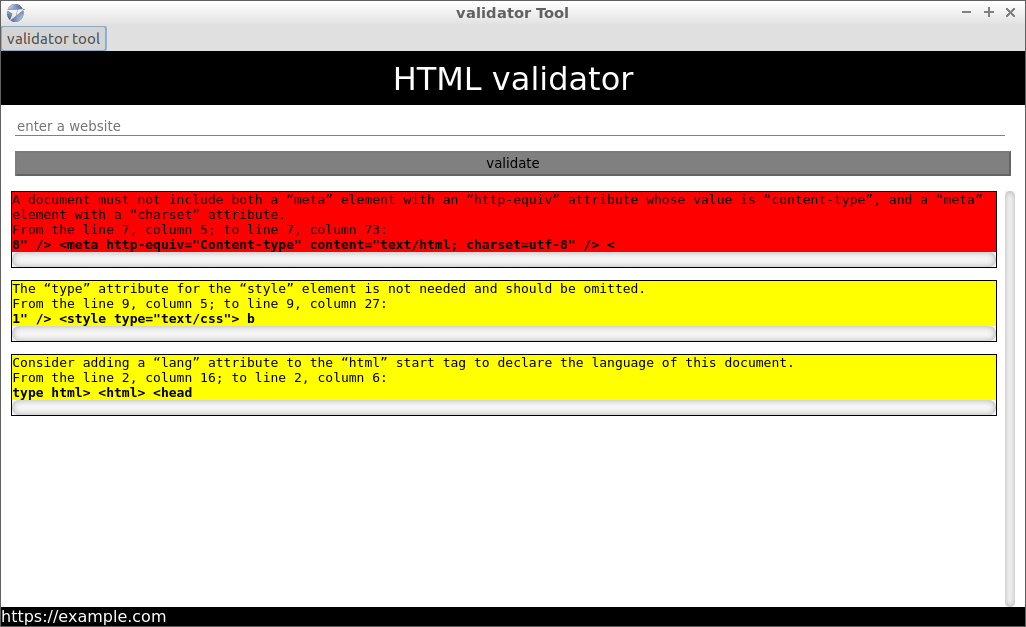 validator Tool
validator tool
HTML validator
enter a website
validate
A document must not include both a “meta” element with an “http-equiv” attribute whose value is “content-type”, and a “meta”
element with a “charset” attribute.
From the line 7, column 5; to line 7, column 73:
8" /> <meta http-equiv="Content-type" content="text/html; charset=utf-8" /> <
The “type” attribute for the “style” element is not needed and should be omitted.
From the line 9, column 5; to line 9, column 27:
1" /> <style type="text/css"> b
Consider adding a “lang” attribute to the “html” start tag to declare the language of this document.
From the line 2, column 16; to line 2, column 6:
type html> <html> <head
https://example.com